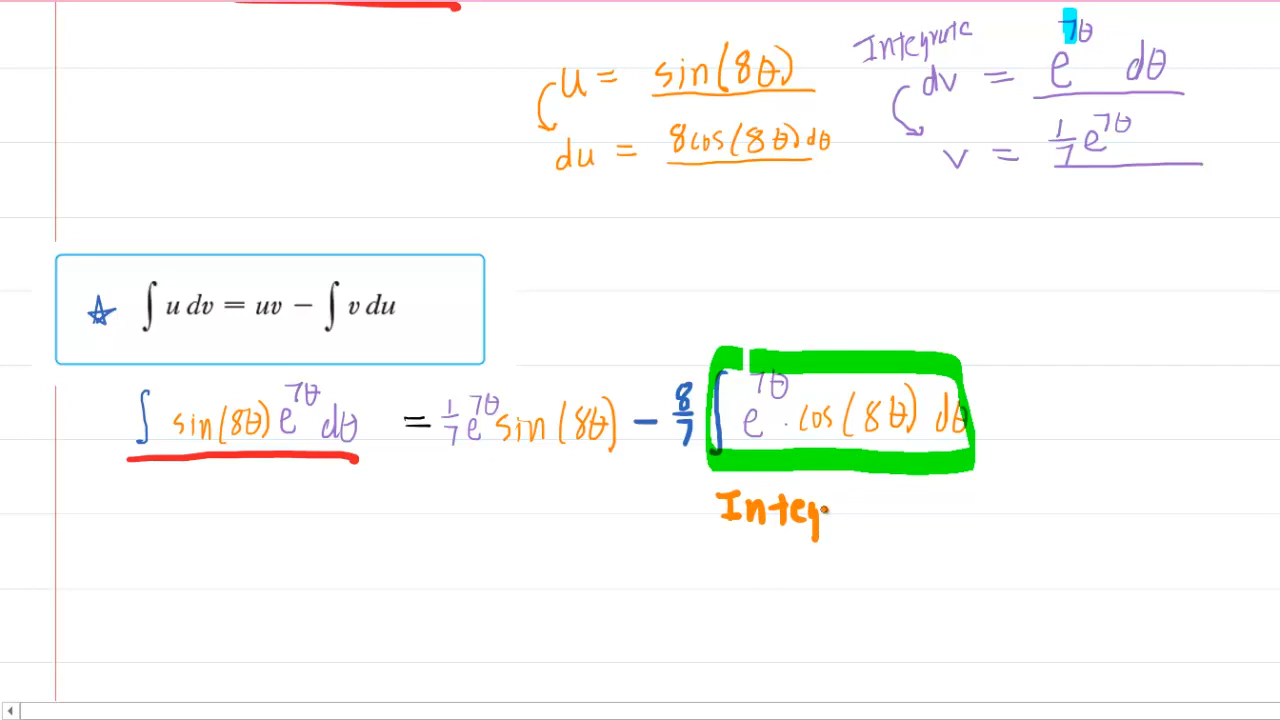 Integrate
u = sin(8θ)
dv = e^{7θ} dθ
du = 8cos(8θ)dθ
v = 1/7 e^{7θ}
☆ ∫ u dv = uv − ∫ v du
∫ sin(8θ) e^{7θ} dθ = 1/7 e^{7θ} sin(8θ) − 8/7 ∫ e^{7θ} · cos(8θ) dθ
Integ